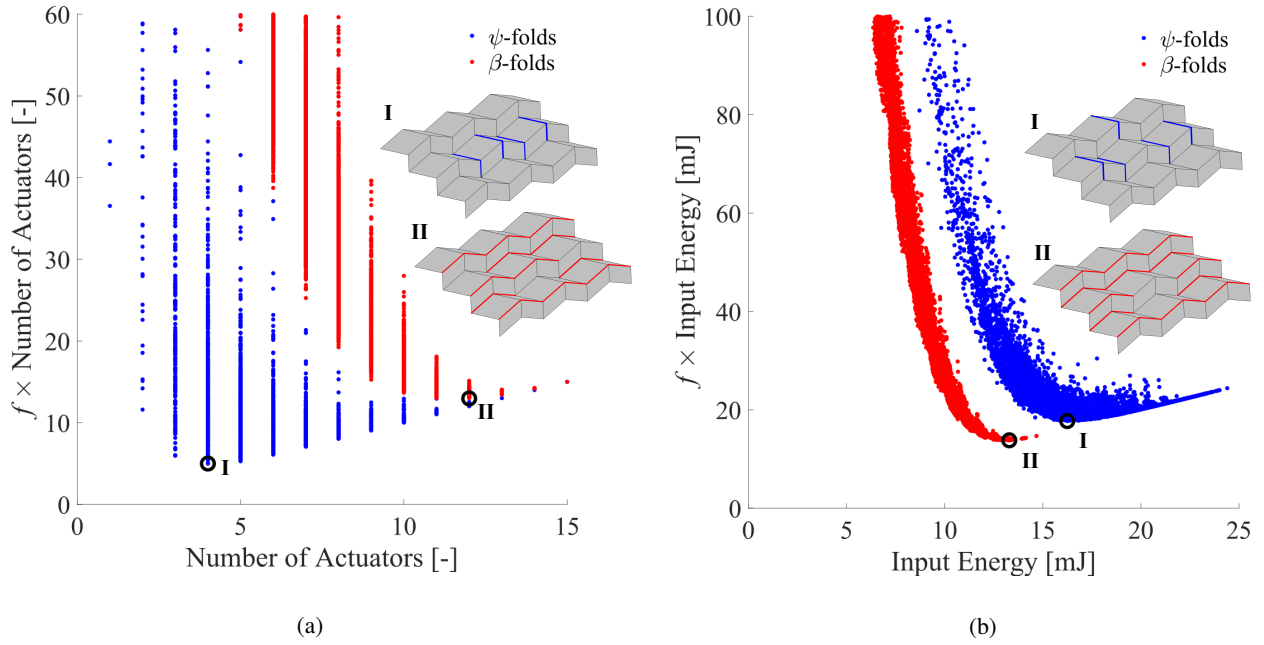 60
50
40
30
20
10
0
0
5
10
15
f × Number of Actuators [-]
Number of Actuators [-]
ψ-folds
β-folds
I
II
I
II
(a)
100
80
60
40
20
0
0
5
10
15
20
25
f × Input Energy [mJ]
Input Energy [mJ]
ψ-folds
β-folds
I
II
I
II
(b)